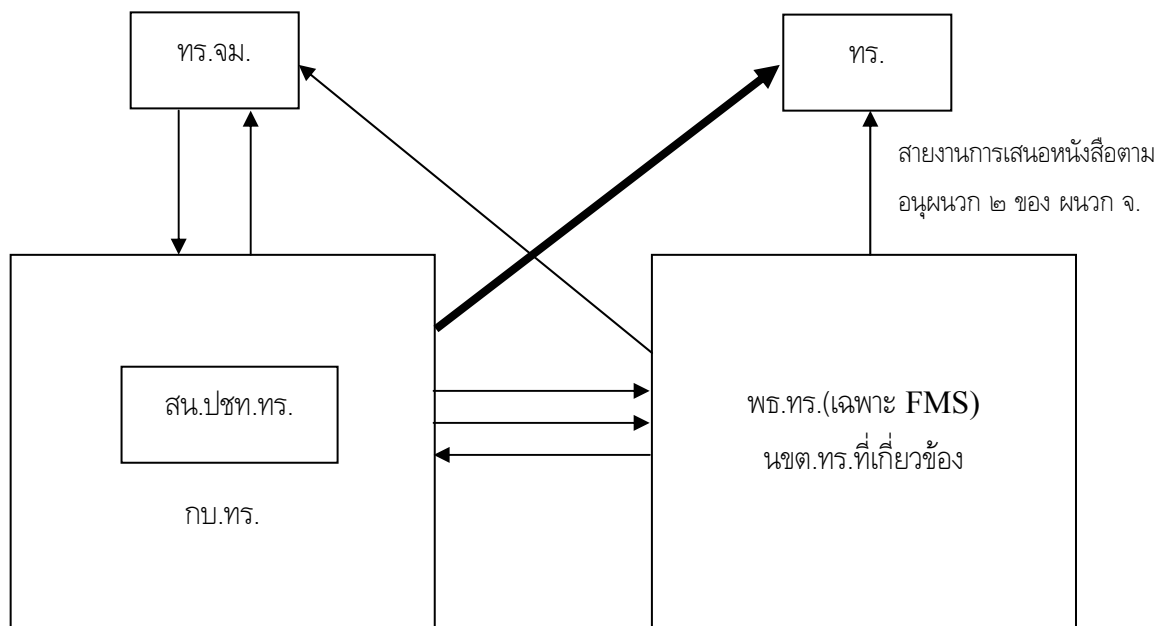 ทร.จม.
ทร.
สายงานการเสนอหนังสือตาม
อนุผนวก ๒ ของ ผนวก จ.
สน.ปชท.ทร.
กบ.ทร.
พธ.ทร.(เฉพาะ FMS)
นขต.ทร.ที่เกี่ยวข้อง